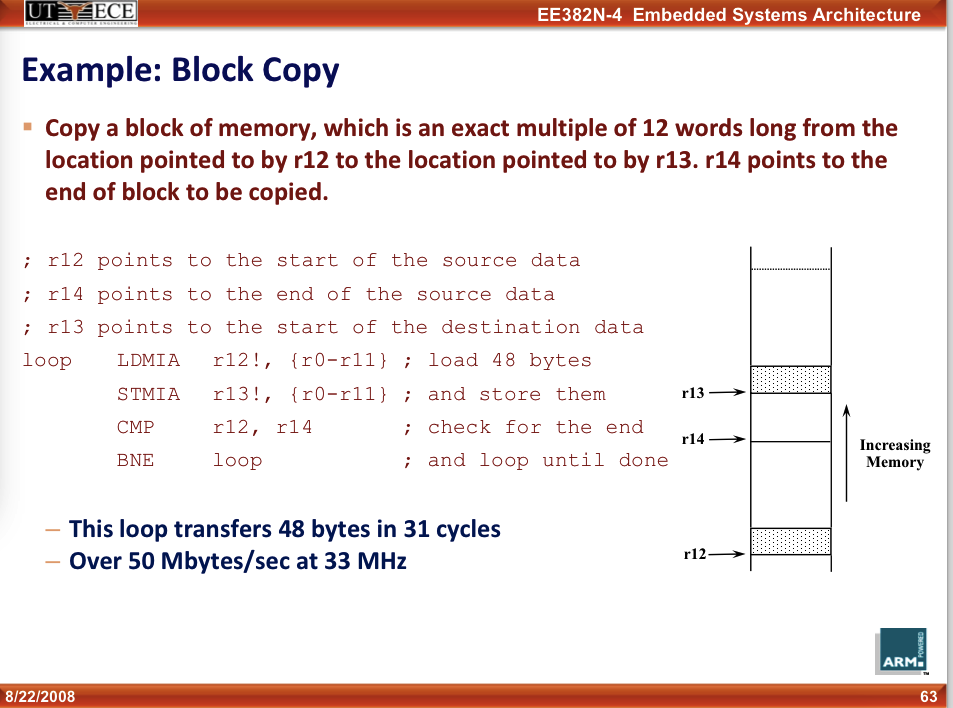 UT ECE
ELECTRICAL & COMPUTER ENGINEERING
EE382N-4 Embedded Systems Architecture
Example: Block Copy
Copy a block of memory, which is an exact multiple of 12 words long from the
location pointed to by r12 to the location pointed to by r13. r14 points to the
end of block to be copied.
; r12 points to the start of the source data
; r14 points to the end of the source data
; r13 points to the start of the destination data
loop LDMIA r12!, {r0-r11} ; load 48 bytes
STMIA r13!, {r0-r11} ; and store them
CMP r12, r14 ; check for the end
BNE loop ; and loop until done
– This loop transfers 48 bytes in 31 cycles
– Over 50 Mbytes/sec at 33 MHz
r13
r14
Increasing
Memory
r12
ARM POWERED ™
8/22/2008
63